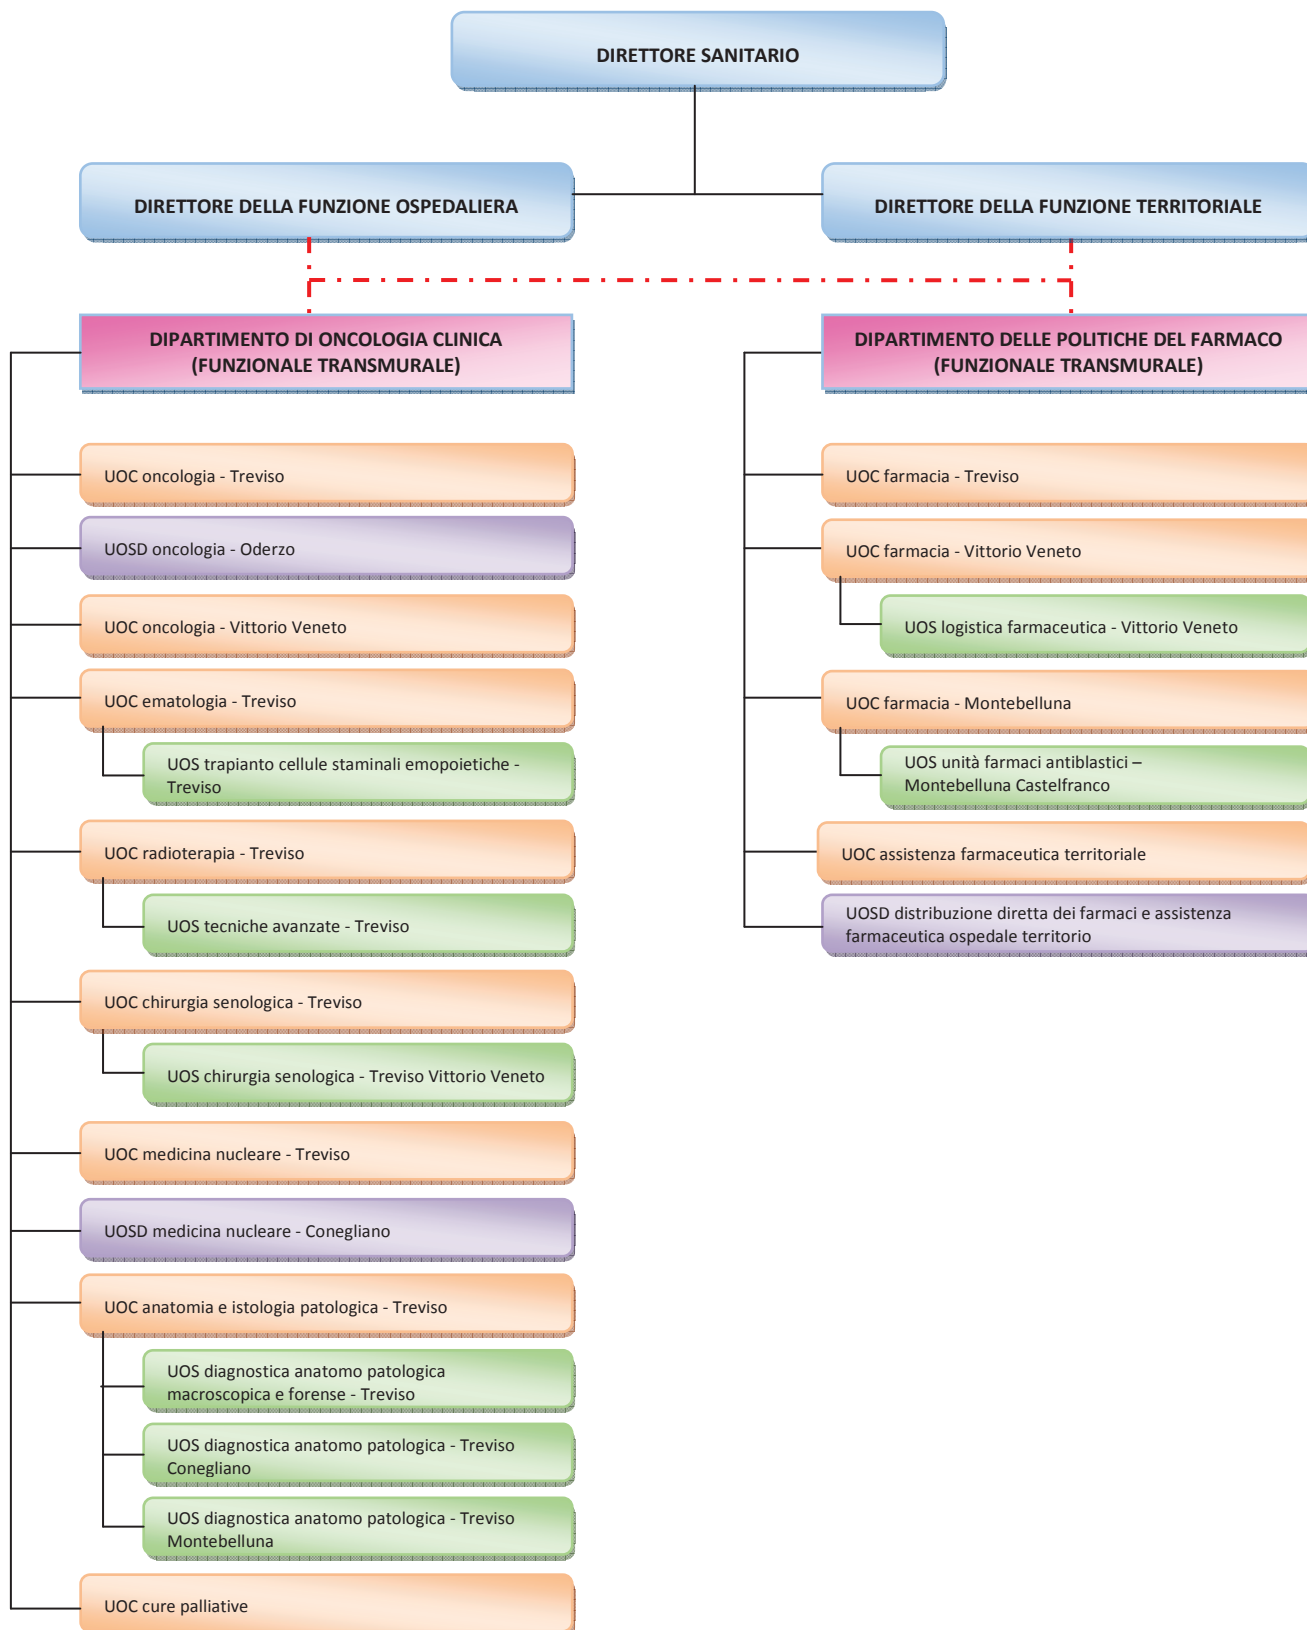 DIRETTORE SANITARIO
DIRETTORE DELLA FUNZIONE OSPEDALIERA
DIRETTORE DELLA FUNZIONE TERRITORIALE
DIPARTIMENTO DI ONCOLOGIA CLINICA
(FUNZIONALE TRANSMURALE)
UOC oncologia - Treviso
UOSD oncologia - Oderzo
UOC oncologia - Vittorio Veneto
UOC ematologia - Treviso
UOS trapianto cellule staminali emopoietiche -
Treviso
UOC radioterapia - Treviso
UOS tecniche avanzate - Treviso
UOC chirurgia senologica - Treviso
UOS chirurgia senologica - Treviso Vittorio Veneto
UOC medicina nucleare - Treviso
UOSD medicina nucleare - Conegliano
UOC anatomia e istologia patologica - Treviso
UOS diagnostica anatomo patologica
macroscopica e forense - Treviso
UOS diagnostica anatomo patologica - Treviso
Conegliano
UOS diagnostica anatomo patologica - Treviso
Montebelluna
UOC cure palliative
DIPARTIMENTO DELLE POLITICHE DEL FARMACO
(FUNZIONALE TRANSMURALE)
UOC farmacia - Treviso
UOC farmacia - Vittorio Veneto
UOS logistica farmaceutica - Vittorio Veneto
UOC farmacia - Montebelluna
UOS unità farmaci antiblastici –
Montebelluna Castelfranco
UOC assistenza farmaceutica territoriale
UOSD distribuzione diretta dei farmaci e assistenza
farmaceutica ospedale territorio